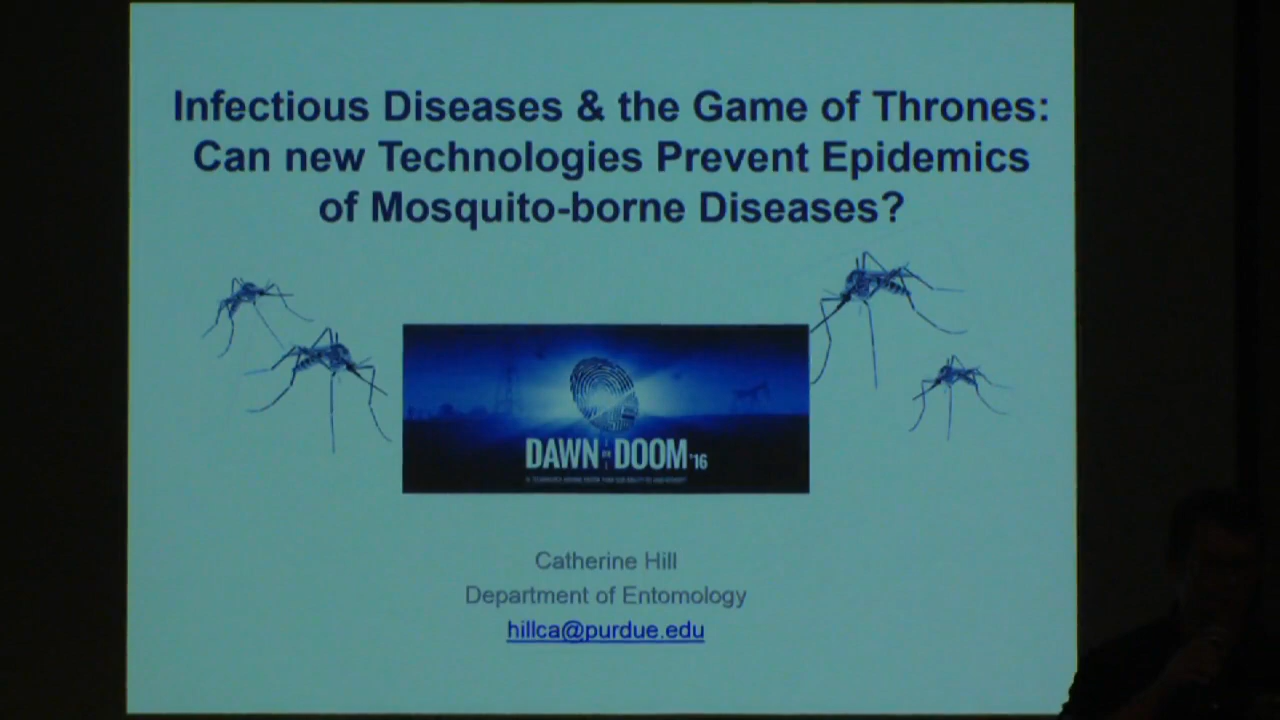 Infectious Diseases & the Game of Thrones:
Can new Technologies Prevent Epidemics
of Mosquito-borne Diseases?
DAWN OR DOOM '16
Catherine Hill
Department of Entomology
hillca@purdue.edu